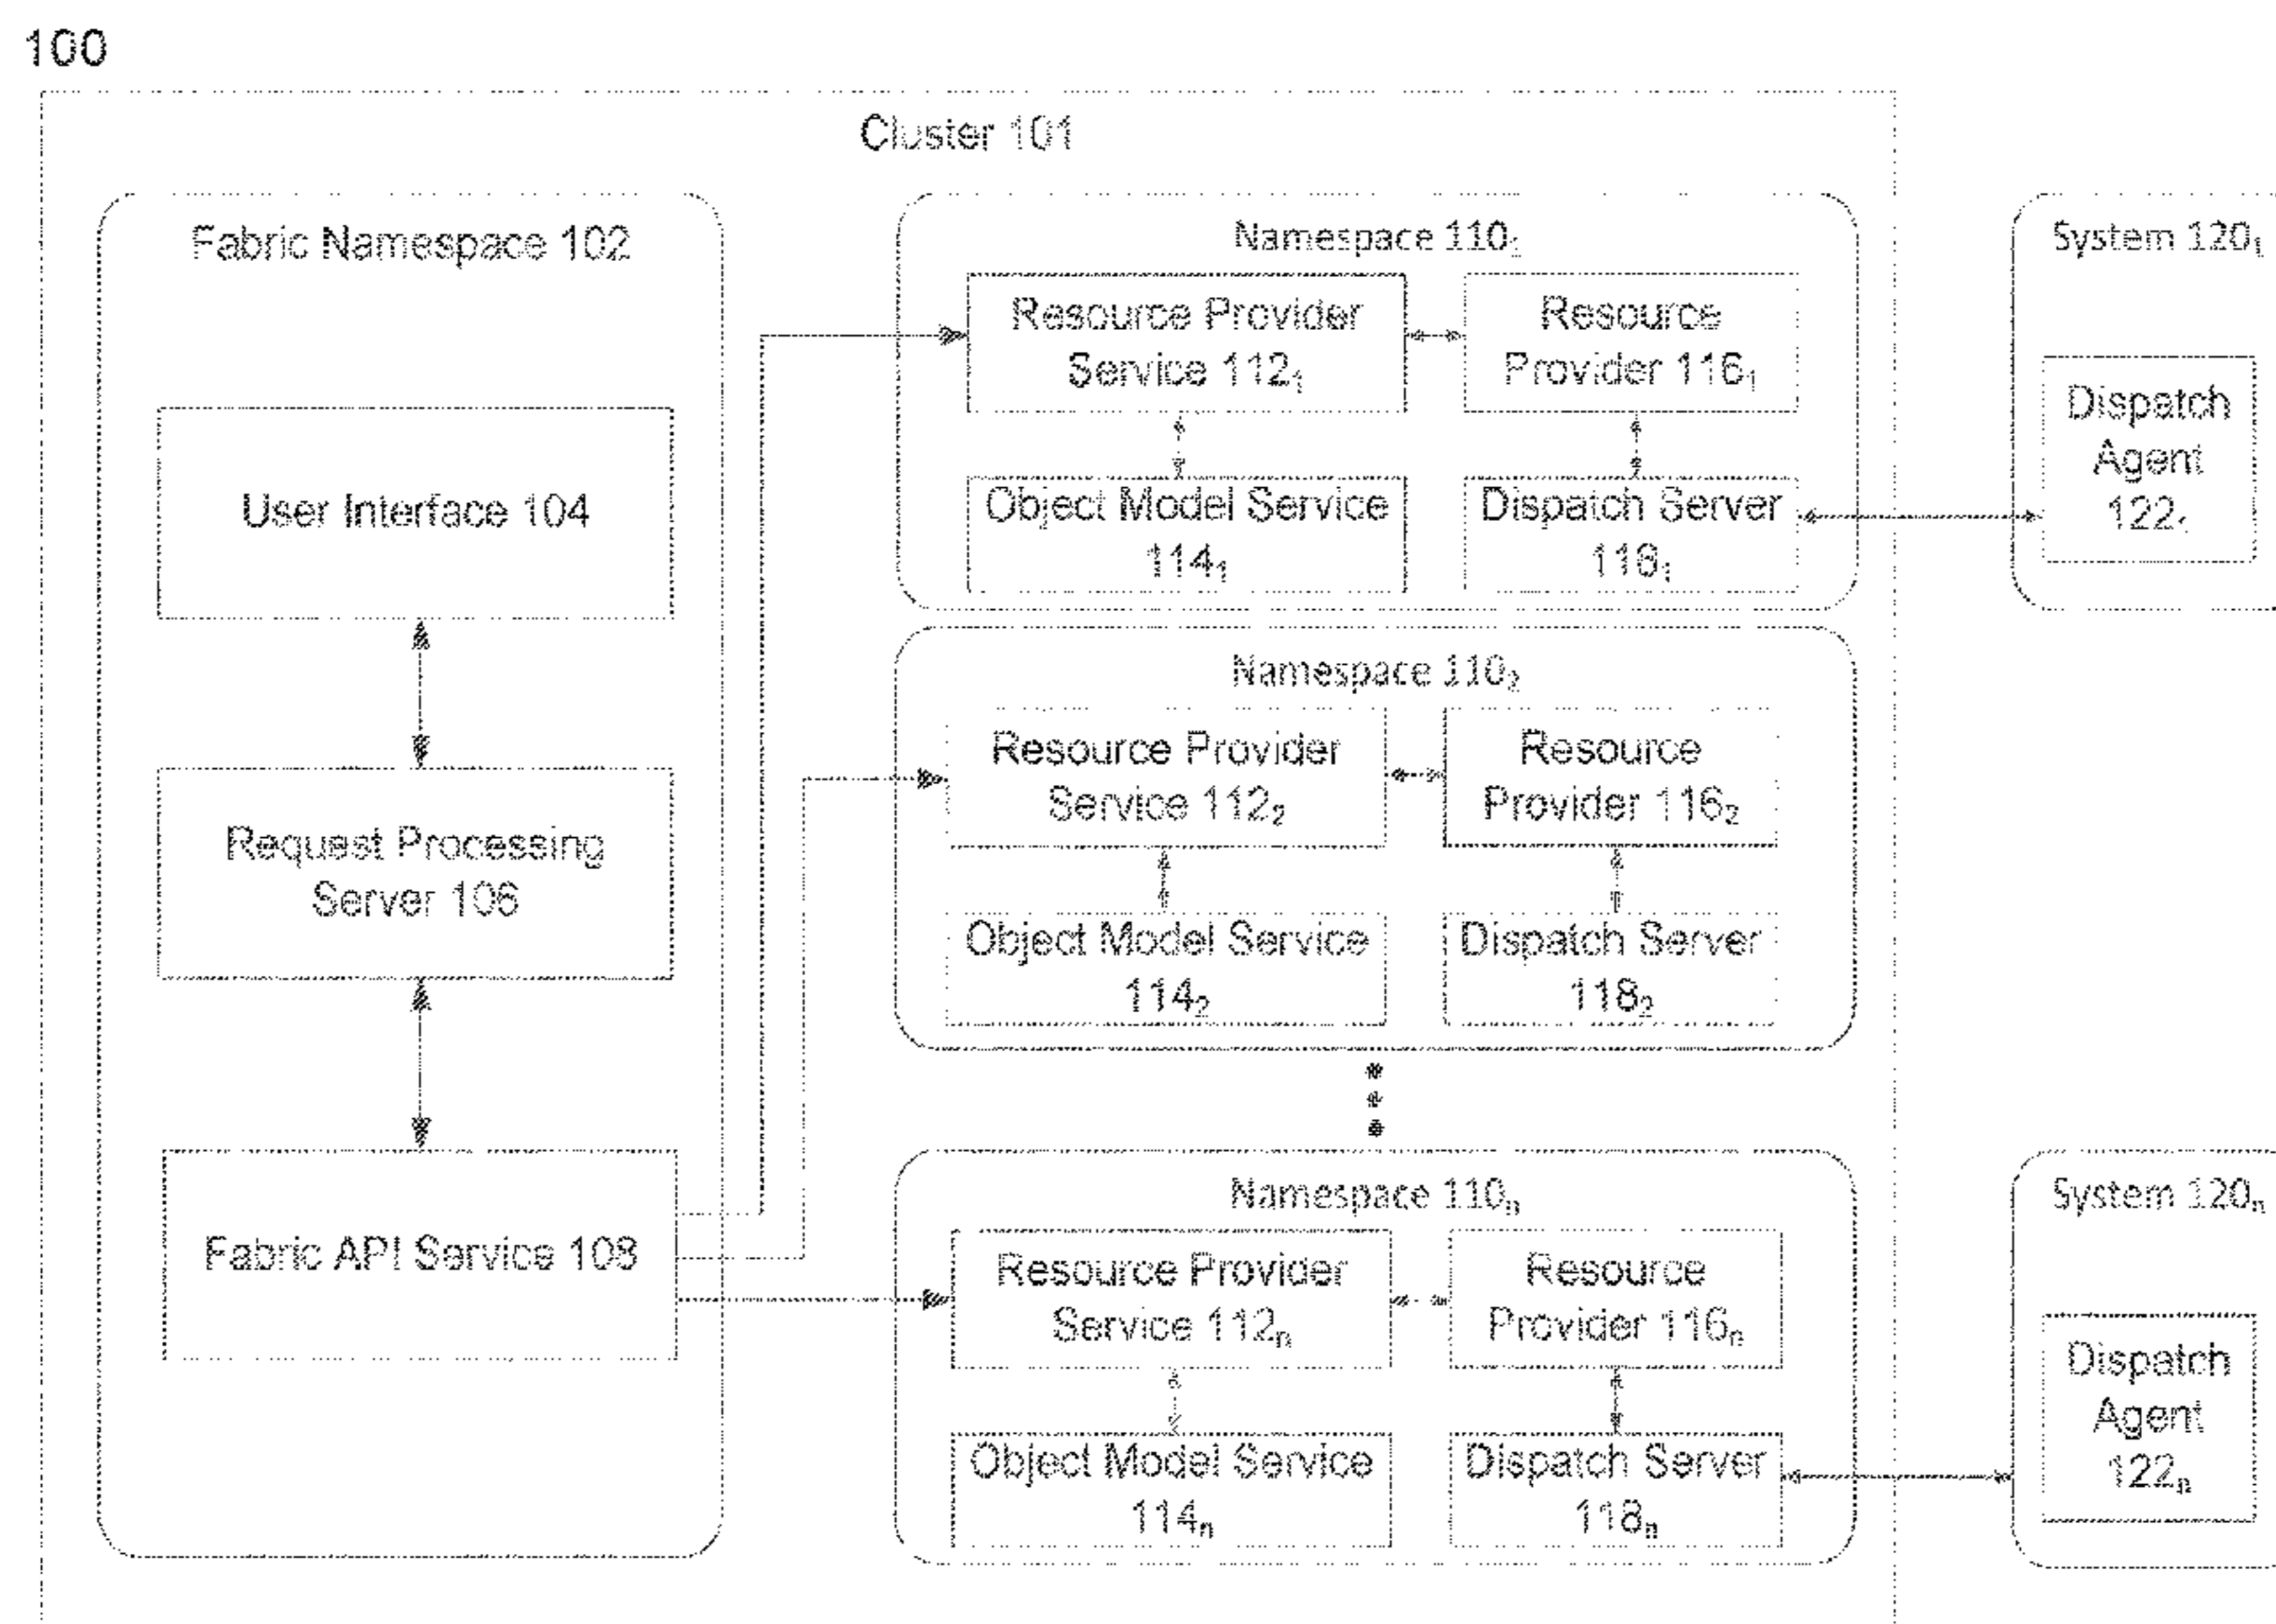 100
Cluster 101
Fabric Namespace 102
User Interface 104
Request Processing
Server 106
Fabric API Service 108
Namespace 110₁
Resource Provider
Service 112₁
Resource
Provider 116₁
Object Model Service
114₁
Dispatch Server
118₁
System 120₁
Dispatch
Agent
122₁
Namespace 110₂
Resource Provider
Service 112₂
Resource
Provider 116₂
Object Model Service
114₂
Dispatch Server
118₂
Namespace 110ₙ
Resource Provider
Service 112ₙ
Resource
Provider 116ₙ
Object Model Service
114ₙ
Dispatch Server
118ₙ
System 120ₙ
Dispatch
Agent
122ₙ